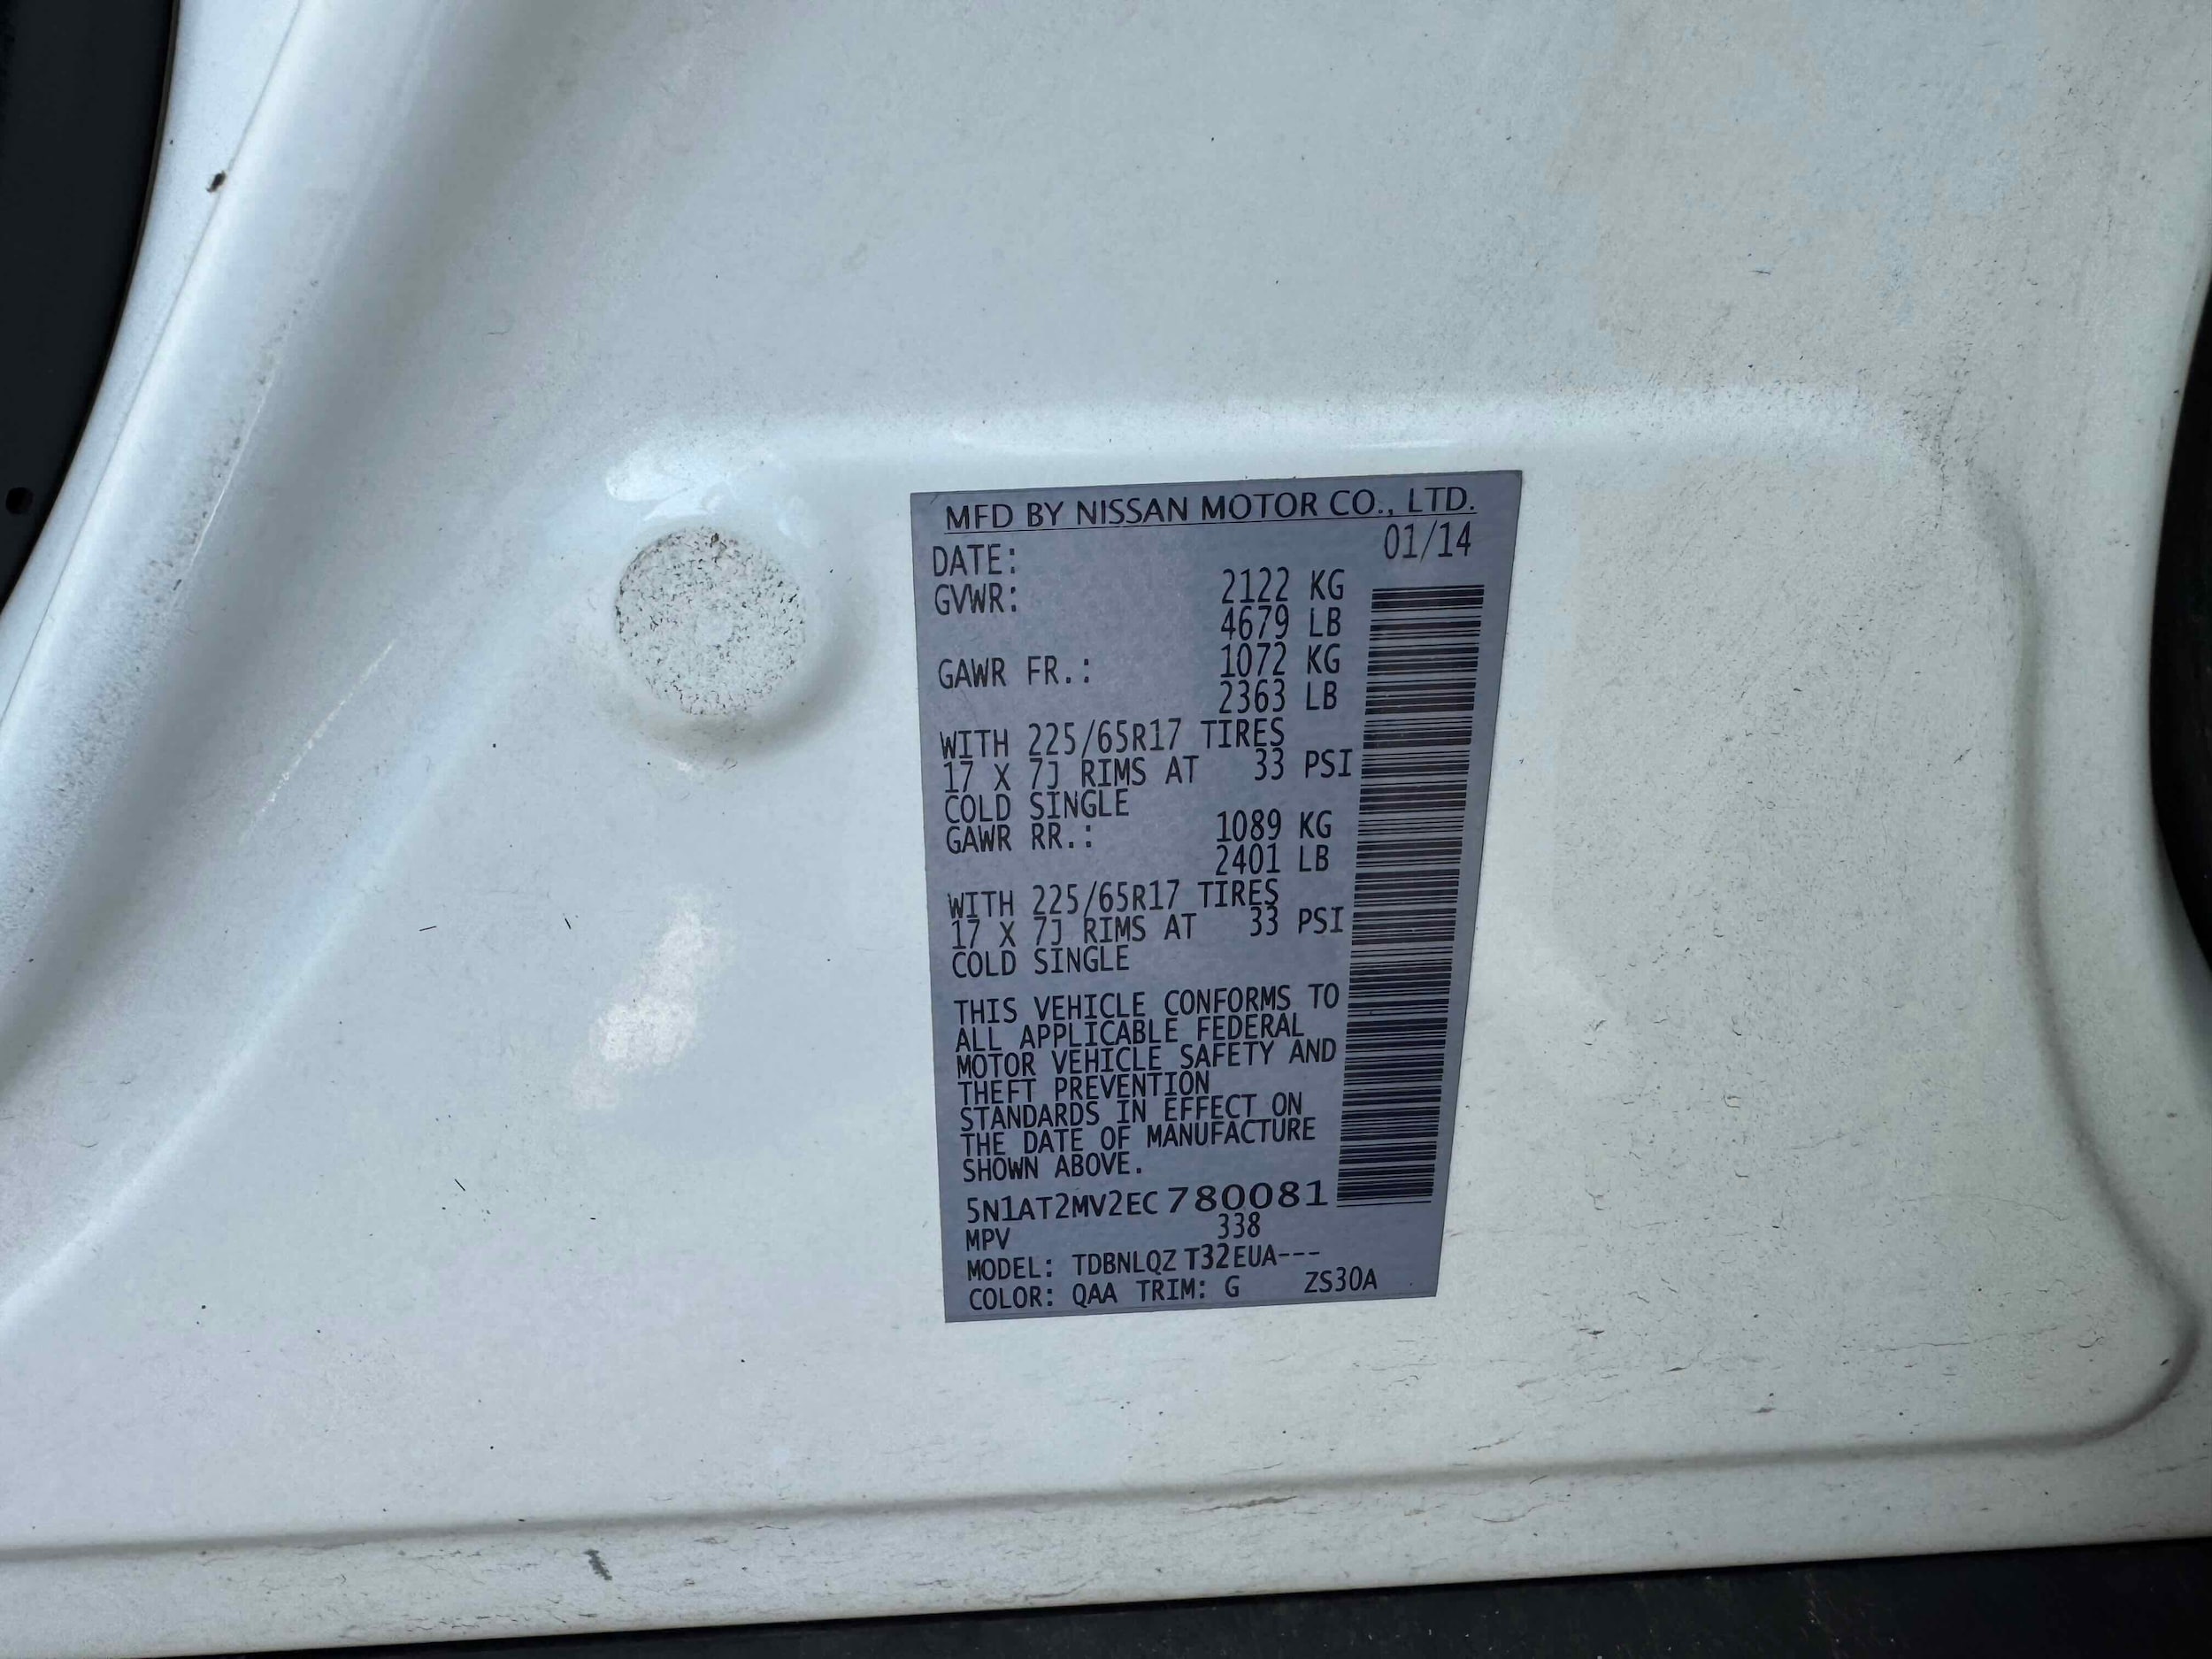 MFD BY NISSAN MOTOR CO., LTD.
DATE: 01/14
GVWR: 2122 KG
4679 LB
GAWR FR.: 1072 KG
2363 LB
WITH 225/65R17 TIRES
17 X 7J RIMS AT 33 PSI
COLD SINGLE
GAWR RR.: 1089 KG
2401 LB
WITH 225/65R17 TIRES
17 X 7J RIMS AT 33 PSI
COLD SINGLE
THIS VEHICLE CONFORMS TO
ALL APPLICABLE FEDERAL
MOTOR VEHICLE SAFETY AND
THEFT PREVENTION
STANDARDS IN EFFECT ON
THE DATE OF MANUFACTURE
SHOWN ABOVE.
5N1AT2MV2EC780081
MPV 338
MODEL: TDBNLQZ T32EUA---
COLOR: QAA TRIM: G ZS30A